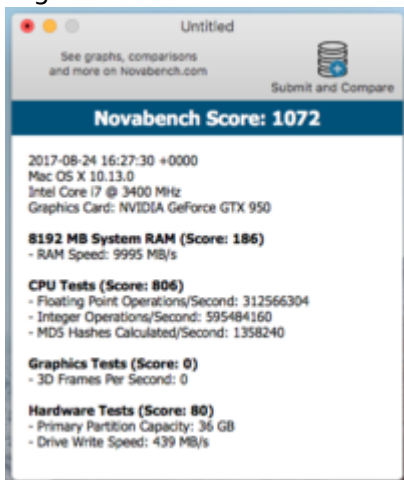 Untitled
See graphs, comparisons
and more on Novabench.com
Submit and Compare
Novabench Score: 1072
2017-08-24 16:27:30 +0000
Mac OS X 10.13.0
Intel Core i7 @ 3400 MHz
Graphics Card: NVIDIA GeForce GTX 950
8192 MB System RAM (Score: 186)
- RAM Speed: 9995 MB/s
CPU Tests (Score: 806)
- Floating Point Operations/Second: 312566304
- Integer Operations/Second: 595484160
- MD5 Hashes Calculated/Second: 1358240
Graphics Tests (Score: 0)
- 3D Frames Per Second: 0
Hardware Tests (Score: 80)
- Primary Partition Capacity: 36 GB
- Drive Write Speed: 439 MB/s